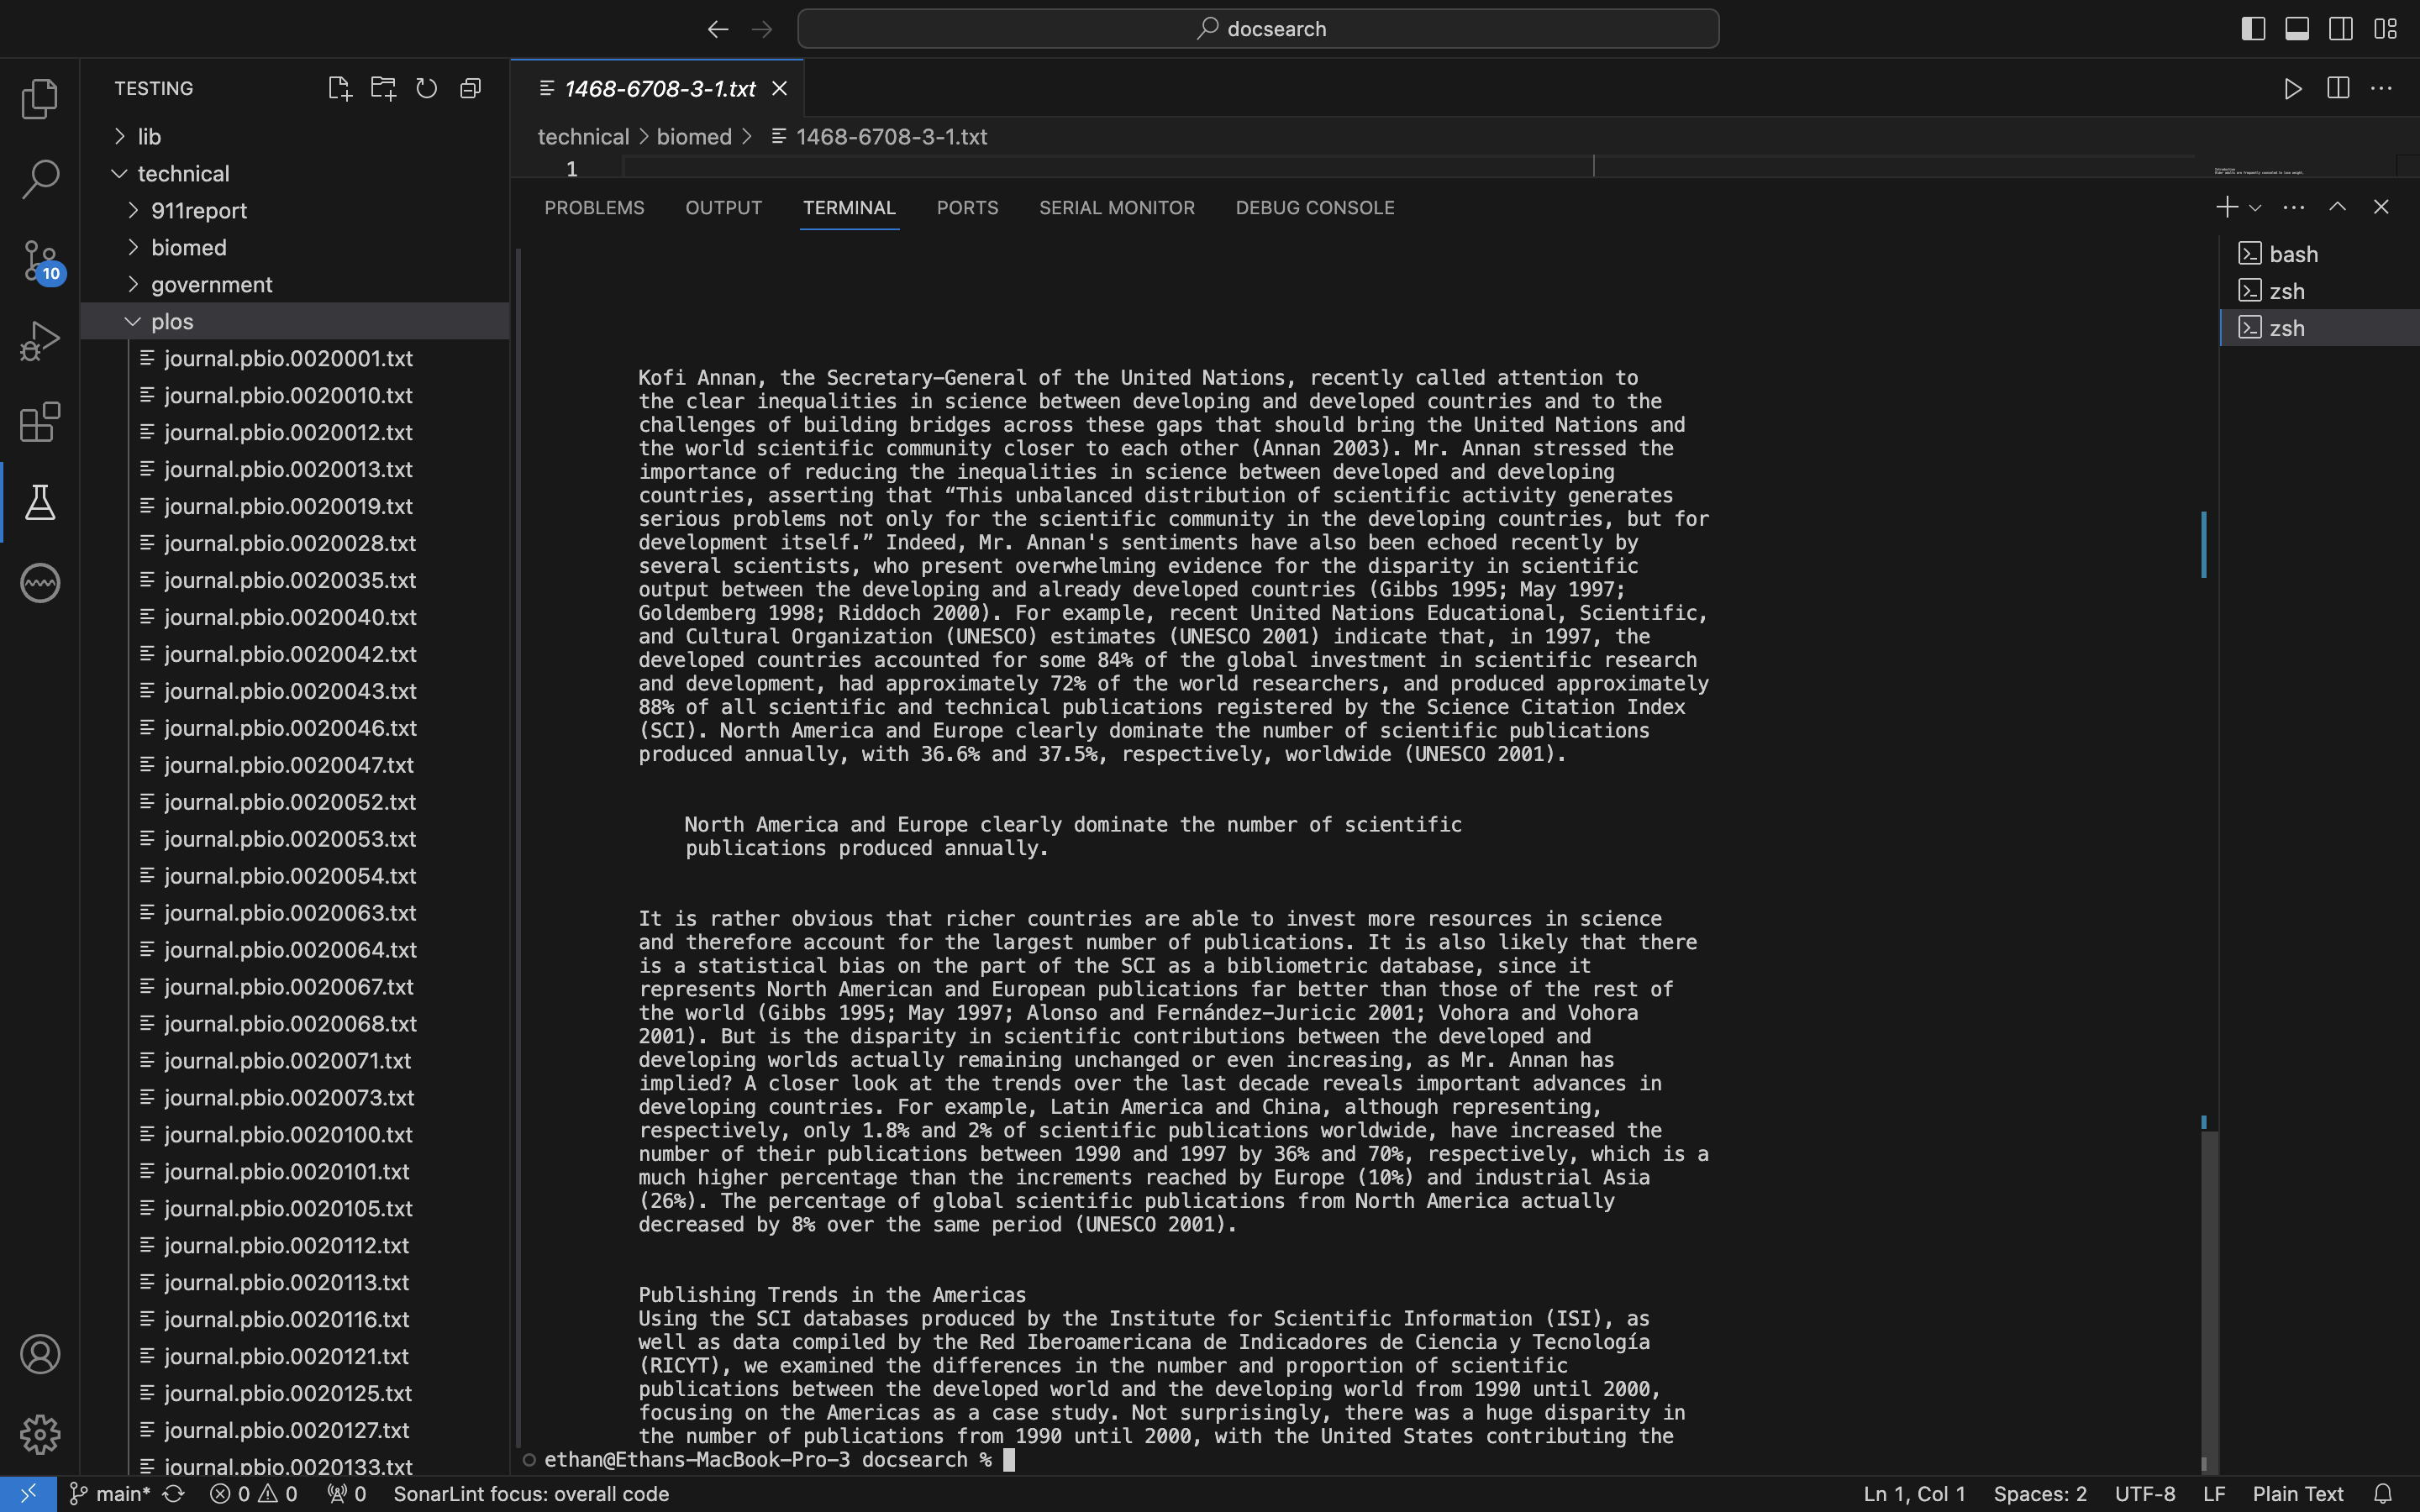 docsearch
TESTING
lib
technical
911report
biomed
government
plos
journal.pbio.0020001.txt
journal.pbio.0020010.txt
journal.pbio.0020012.txt
journal.pbio.0020013.txt
journal.pbio.0020019.txt
journal.pbio.0020028.txt
journal.pbio.0020035.txt
journal.pbio.0020040.txt
journal.pbio.0020042.txt
journal.pbio.0020043.txt
journal.pbio.0020046.txt
journal.pbio.0020047.txt
journal.pbio.0020052.txt
journal.pbio.0020053.txt
journal.pbio.0020054.txt
journal.pbio.0020063.txt
journal.pbio.0020064.txt
journal.pbio.0020067.txt
journal.pbio.0020068.txt
journal.pbio.0020071.txt
journal.pbio.0020073.txt
journal.pbio.0020100.txt
journal.pbio.0020101.txt
journal.pbio.0020105.txt
journal.pbio.0020112.txt
journal.pbio.0020113.txt
journal.pbio.0020116.txt
journal.pbio.0020121.txt
journal.pbio.0020125.txt
journal.pbio.0020127.txt
journal.pbio.0020133.txt
10
1468-6708-3-1.txt
technical > biomed > 1468-6708-3-1.txt
1
PROBLEMS OUTPUT TERMINAL PORTS SERIAL MONITOR DEBUG CONSOLE
bash
zsh
zsh
Kofi Annan, the Secretary-General of the United Nations, recently called attention to
the clear inequalities in science between developing and developed countries and to the
challenges of building bridges across these gaps that should bring the United Nations and
the world scientific community closer to each other (Annan 2003). Mr. Annan stressed the
importance of reducing the inequalities in science between developed and developing
countries, asserting that “This unbalanced distribution of scientific activity generates
serious problems not only for the scientific community in the developing countries, but for
development itself.” Indeed, Mr. Annan's sentiments have also been echoed recently by
several scientists, who present overwhelming evidence for the disparity in scientific
output between the developing and already developed countries (Gibbs 1995; May 1997;
Goldemberg 1998; Riddoch 2000). For example, recent United Nations Educational, Scientific,
and Cultural Organization (UNESCO) estimates (UNESCO 2001) indicate that, in 1997, the
developed countries accounted for some 84% of the global investment in scientific research
and development, had approximately 72% of the world researchers, and produced approximately
88% of all scientific and technical publications registered by the Science Citation Index
(SCI). North America and Europe clearly dominate the number of scientific publications
produced annually, with 36.6% and 37.5%, respectively, worldwide (UNESCO 2001).
North America and Europe clearly dominate the number of scientific
publications produced annually.
It is rather obvious that richer countries are able to invest more resources in science
and therefore account for the largest number of publications. It is also likely that there
is a statistical bias on the part of the SCI as a bibliometric database, since it
represents North American and European publications far better than those of the rest of
the world (Gibbs 1995; May 1997; Alonso and Fernández-Juricic 2001; Vohora and Vohora
2001). But is the disparity in scientific contributions between the developed and
developing worlds actually remaining unchanged or even increasing, as Mr. Annan has
implied? A closer look at the trends over the last decade reveals important advances in
developing countries. For example, Latin America and China, although representing,
respectively, only 1.8% and 2% of scientific publications worldwide, have increased the
number of their publications between 1990 and 1997 by 36% and 70%, respectively, which is a
much higher percentage than the increments reached by Europe (10%) and industrial Asia
(26%). The percentage of global scientific publications from North America actually
decreased by 8% over the same period (UNESCO 2001).
Publishing Trends in the Americas
Using the SCI databases produced by the Institute for Scientific Information (ISI), as
well as data compiled by the Red Iberoamericana de Indicadores de Ciencia y Tecnología
(RICYT), we examined the differences in the number and proportion of scientific
publications between the developed world and the developing world from 1990 until 2000,
focusing on the Americas as a case study. Not surprisingly, there was a huge disparity in
the number of publications from 1990 until 2000, with the United States contributing the
ethan@Ethans-MacBook-Pro-3 docsearch %
main* 0 0 0 SonarLint focus: overall code Ln 1, Col 1 Spaces: 2 UTF-8 LF Plain Text